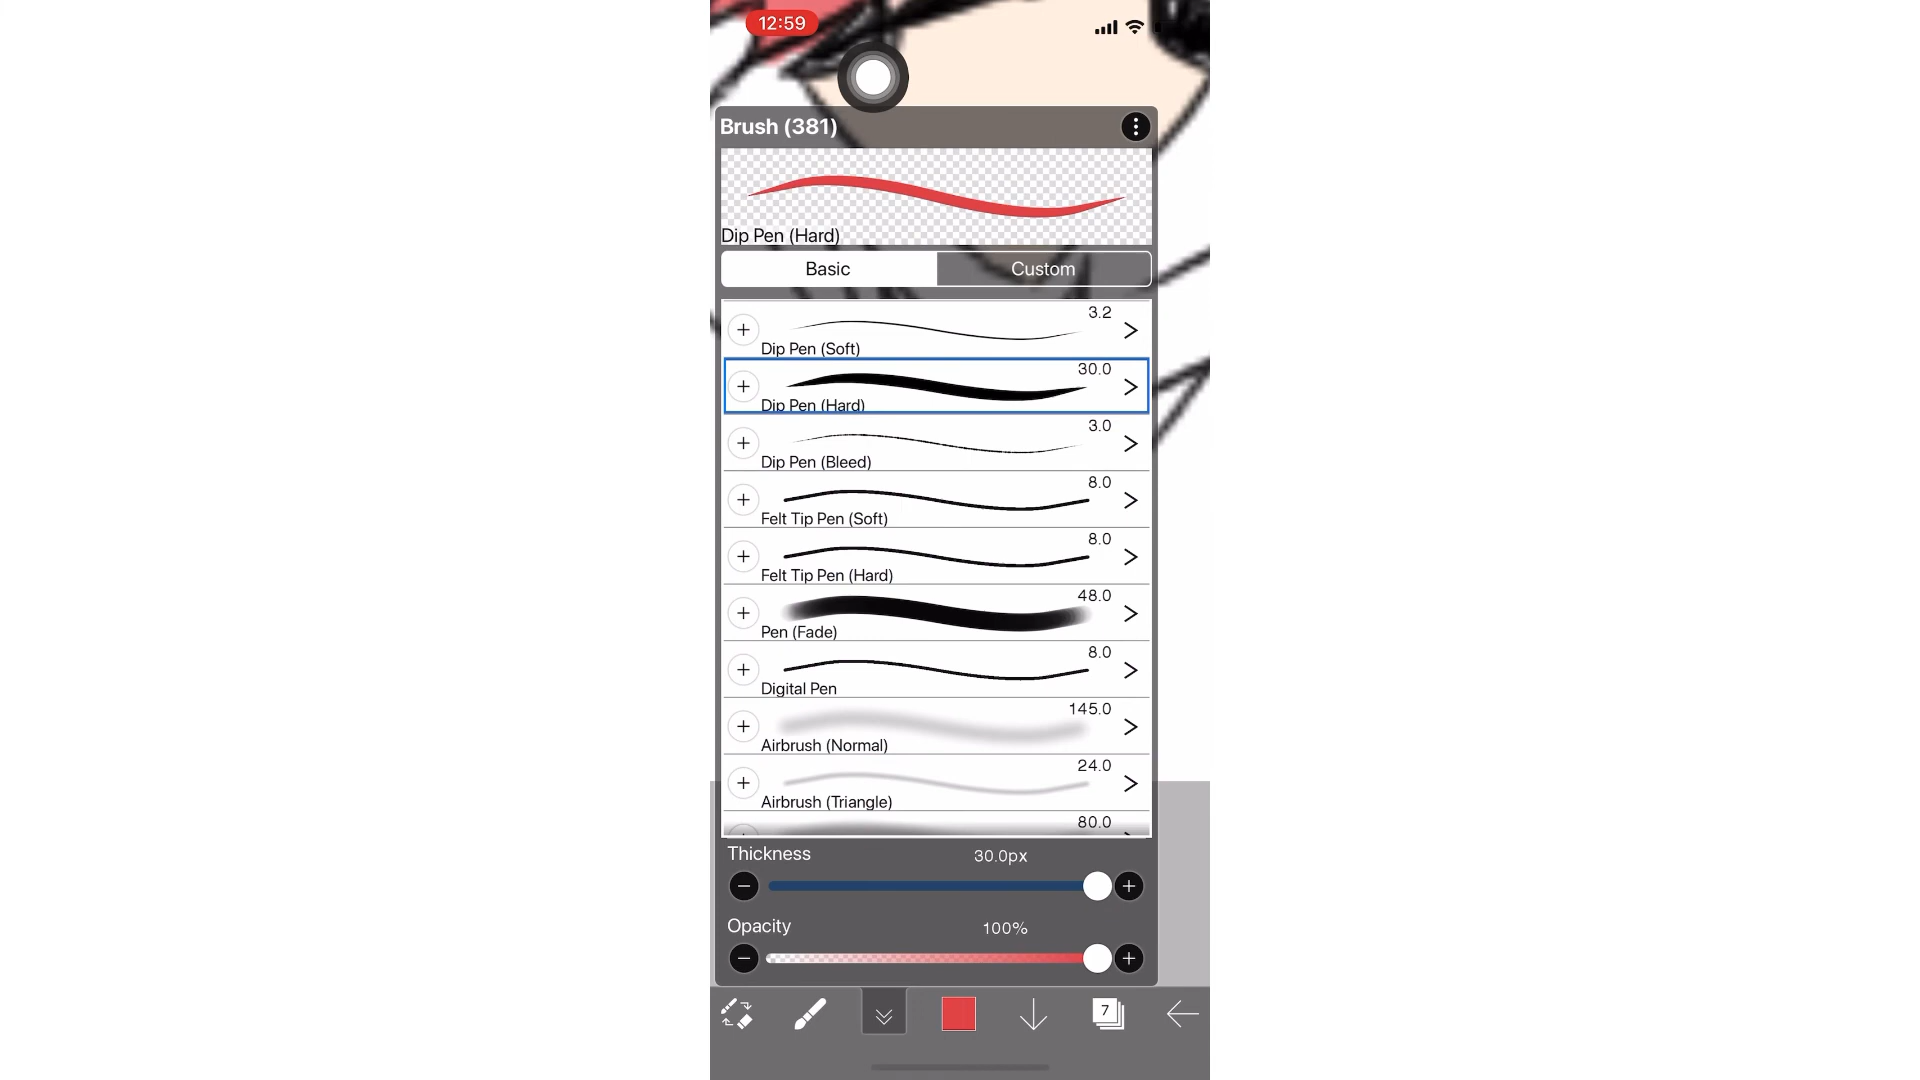 12:59
Brush (381)
Dip Pen (Hard)
Basic
Custom
3.2
Dip Pen (Soft)
30.0
Dip Pen (Hard)
3.0
Dip Pen (Bleed)
8.0
Felt Tip Pen (Soft)
8.0
Felt Tip Pen (Hard)
48.0
Pen (Fade)
8.0
Digital Pen
145.0
Airbrush (Normal)
24.0
Airbrush (Triangle)
80.0
Thickness
30.0px
Opacity
100%
7